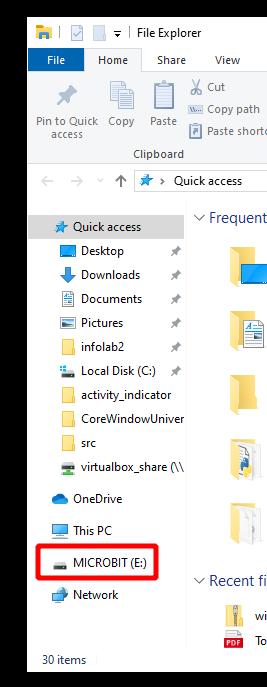 File Explorer
File Home Share View
Pin to Quick access
Copy
Paste
Cut
Copy path
Paste shortc
Clipboard
Quick access
Quick access
Desktop
Downloads
Documents
Pictures
infolab2
Local Disk (C:)
activity_indicator
CoreWindowUniver
src
virtualbox_share (\\
OneDrive
This PC
MICROBIT (E:)
Network
Frequent
Recent fi
wi
PDF To
30 items